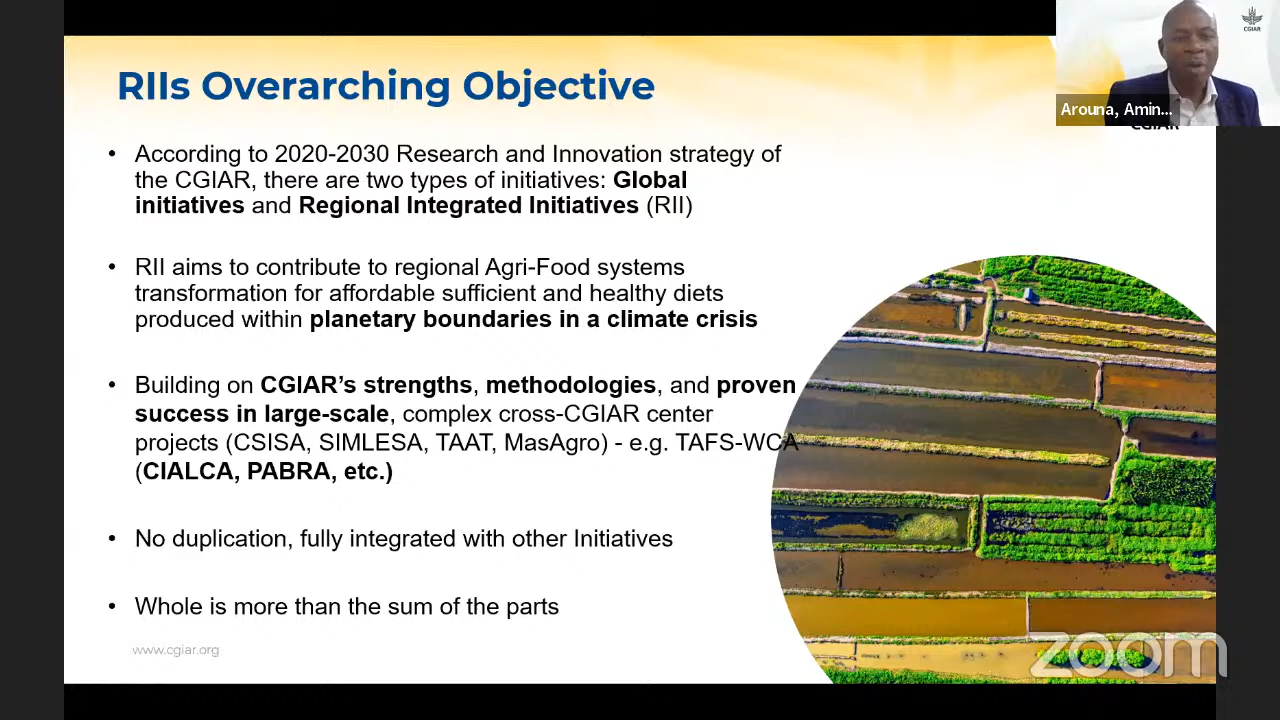 RIIs Overarching Objective
CGIAR
Arouna, Amin...
CGIAR
• According to 2020-2030 Research and Innovation strategy of
the CGIAR, there are two types of initiatives: Global
initiatives and Regional Integrated Initiatives (RII)
• RII aims to contribute to regional Agri-Food systems
transformation for affordable sufficient and healthy diets
produced within planetary boundaries in a climate crisis
• Building on CGIAR’s strengths, methodologies, and proven
success in large-scale, complex cross-CGIAR center
projects (CSISA, SIMLESA, TAAT, MasAgro) - e.g. TAFS-WCA
(CIALCA, PABRA, etc.)
• No duplication, fully integrated with other Initiatives
• Whole is more than the sum of the parts
www.cgiar.org
zoom